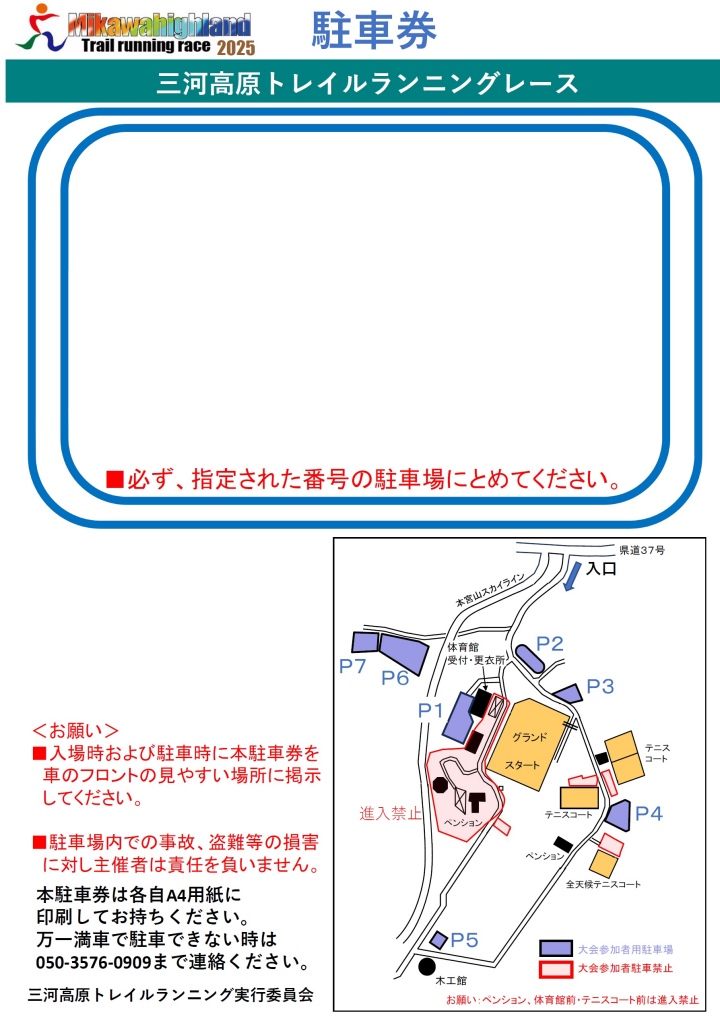 Mikawahighland
Trail running race 2025
駐車券
三河高原トレイルランニングレース
■必ず、指定された番号の駐車場にとめてください。
県道37号
入口
本宮山スカイライン
体育館
受付・更衣所
P2
P7
P6
P3
P1
グランド
スタート
テニス
コート
進入禁止
ペンション
テニスコート
P4
ペンション
全天候テニスコート
P5
木工館
大会参加者用駐車場
大会参加者駐車禁止
お願い：ペンション、体育館前・テニスコート前は進入禁止
＜お願い＞
■入場時および駐車時に本駐車券を
車のフロントの見やすい場所に掲示
してください。
■駐車場内での事故、盗難等の損害
に対し主催者は責任を負いません。
本駐車券は各自A4用紙に
印刷してお持ちください。
万一満車で駐車できない時は
050-3576-0909まで連絡ください。
三河高原トレイルランニング実行委員会